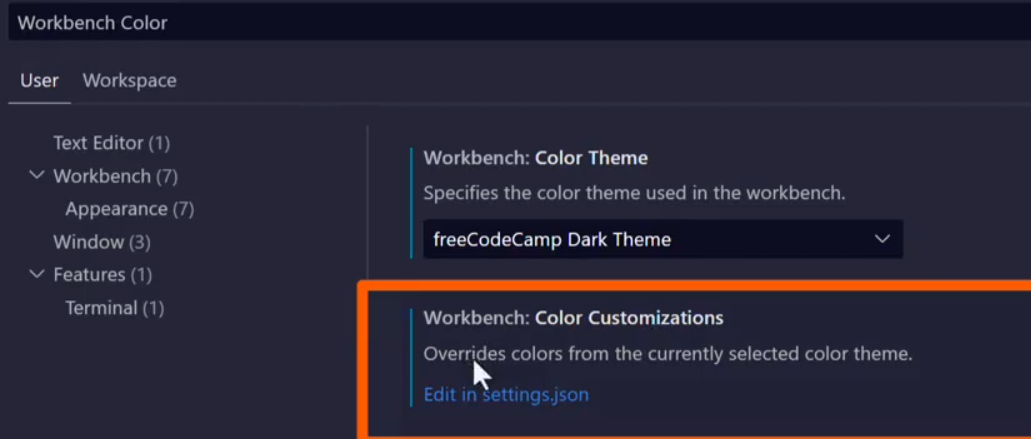 Workbench Color
User Workspace
Text Editor (1)
Workbench (7)
Appearance (7)
Window (3)
Features (1)
Terminal (1)
Workbench: Color Theme
Specifies the color theme used in the workbench.
freeCodeCamp Dark Theme
Workbench: Color Customizations
Overrides colors from the currently selected color theme.
Edit in settings.json